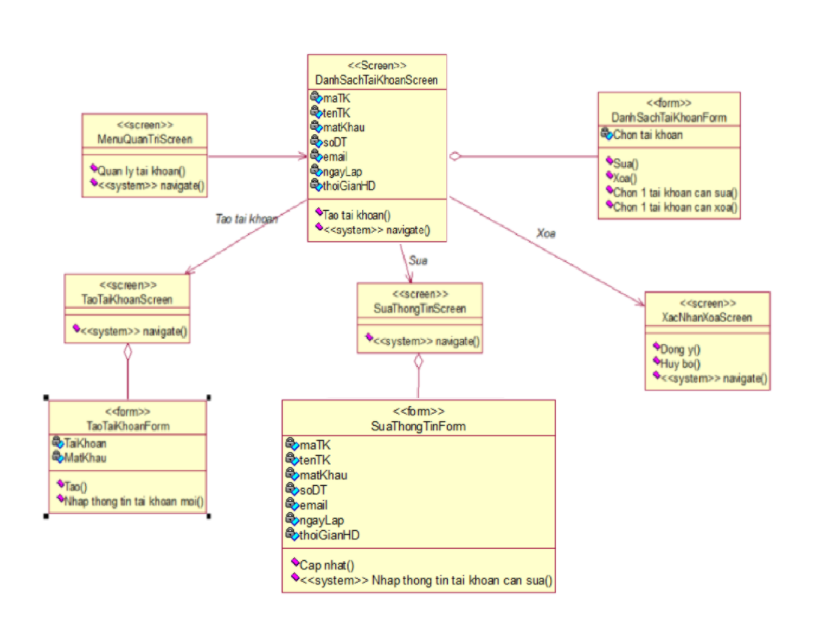 <<Screen>>
DanhSachTaiKhoanScreen
maTK
tenTK
matKhau
soDT
email
ngayLap
thoiGianHD
Tao tai khoan()
<<system>> navigate()
<<screen>>
MenuQuanTriScreen
Quan ly tai khoan()
<<system>> navigate()
<<form>>
DanhSachTaiKhoanForm
Chon tai khoan
Sua()
Xoa()
Chon 1 tai khoan can sua()
Chon 1 tai khoan can xoa()
Tao tai khoan
Sua
Xoa
<<screen>>
TaoTaiKhoanScreen
<<system>> navigate()
<<screen>>
SuaThongTinScreen
<<system>> navigate()
<<screen>>
XacNhanXoaScreen
Dong y()
Huy bo()
<<system>> navigate()
<<form>>
TaoTaiKhoanForm
TaiKhoan
MatKhau
Tao()
Nhap thong tin tai khoan moi()
<<form>>
SuaThongTinForm
maTK
tenTK
matKhau
soDT
email
ngayLap
thoiGianHD
Cap nhat()
<<system>> Nhap thong tin tai khoan can sua()